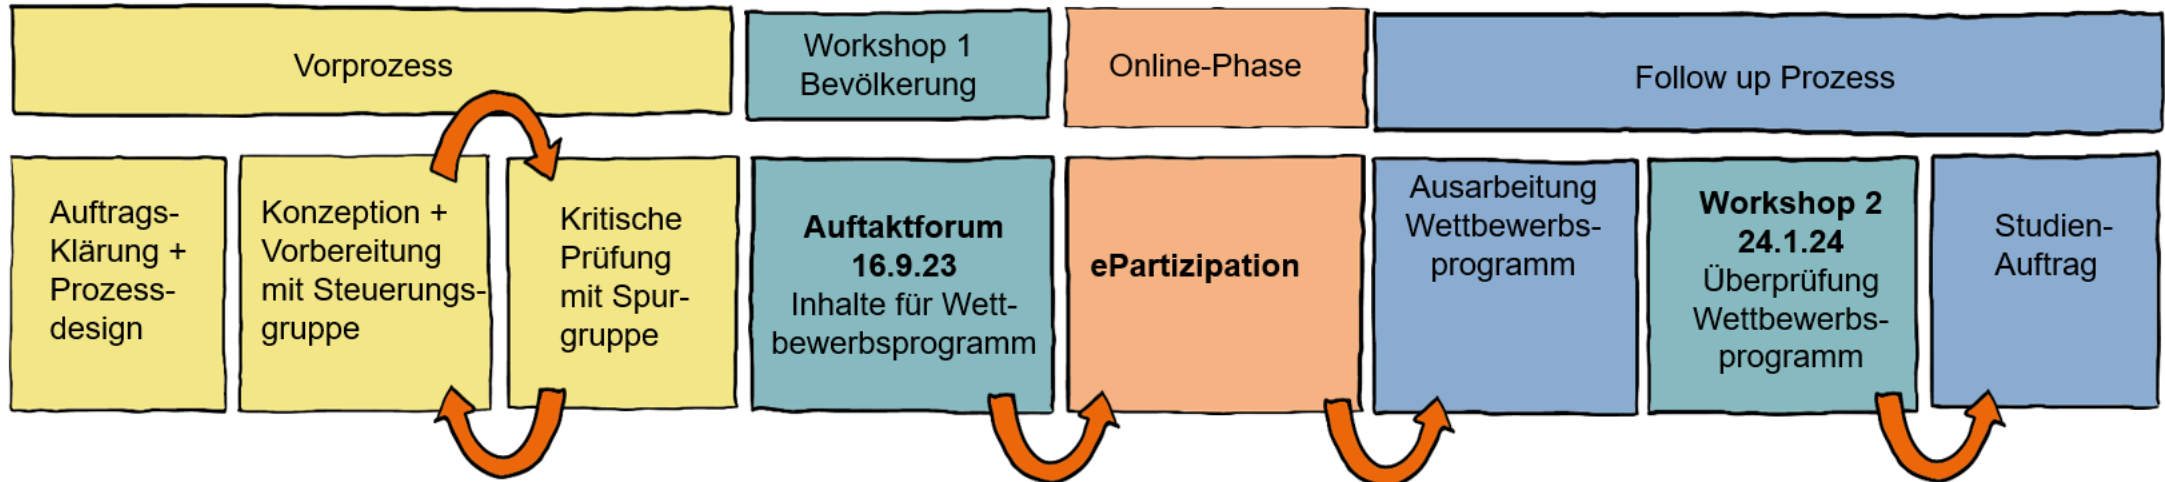 Vorprozess
Workshop 1
Bevölkerung
Online-Phase
Follow up Prozess
Auftrags-
Klärung +
Prozess-
design
Konzeption +
Vorbereitung
mit Steuerungs-
gruppe
Kritische
Prüfung
mit Spur-
gruppe
Auftaktforum
16.9.23
Inhalte für Wett-
bewerbsprogramm
ePartizipation
Ausarbeitung
Wettbewerbs-
programm
Workshop 2
24.1.24
Überprüfung
Wettbewerbs-
programm
Studien-
Auftrag